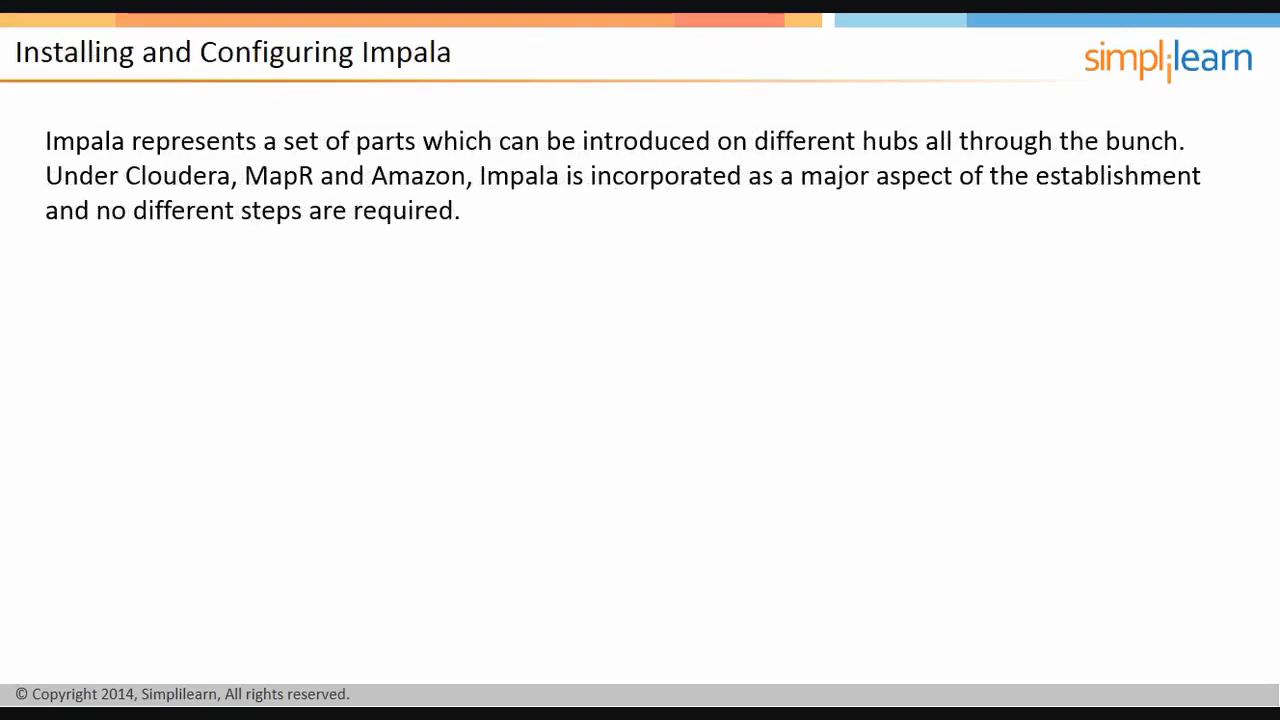 Installing and Configuring Impala
simplilearn
Impala represents a set of parts which can be introduced on different hubs all through the bunch.
Under Cloudera, MapR and Amazon, Impala is incorporated as a major aspect of the establishment
and no different steps are required.
© Copyright 2014, Simplilearn, All rights reserved.